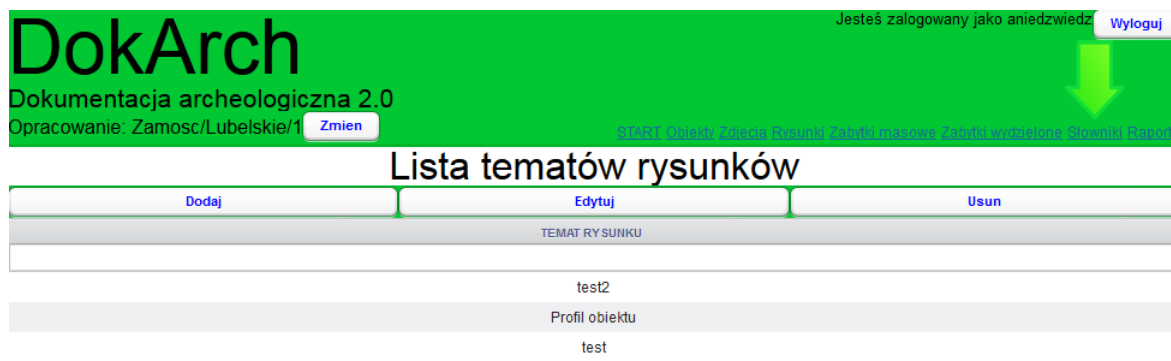 Jesteś zalogowany jako aniedzwiedz Wyloguj
DokArch
Dokumentacja archeologiczna 2.0
Opracowanie: Zamosc/Lubelskie/1 Zmien
START Obiekty Zdjecia Rysunki Zabytki masowe Zabytki wydzielone Słowniki Raport
Lista tematów rysunków
Dodaj Edytuj Usun
TEMAT RYSUNKU
test2
Profil obiektu
test